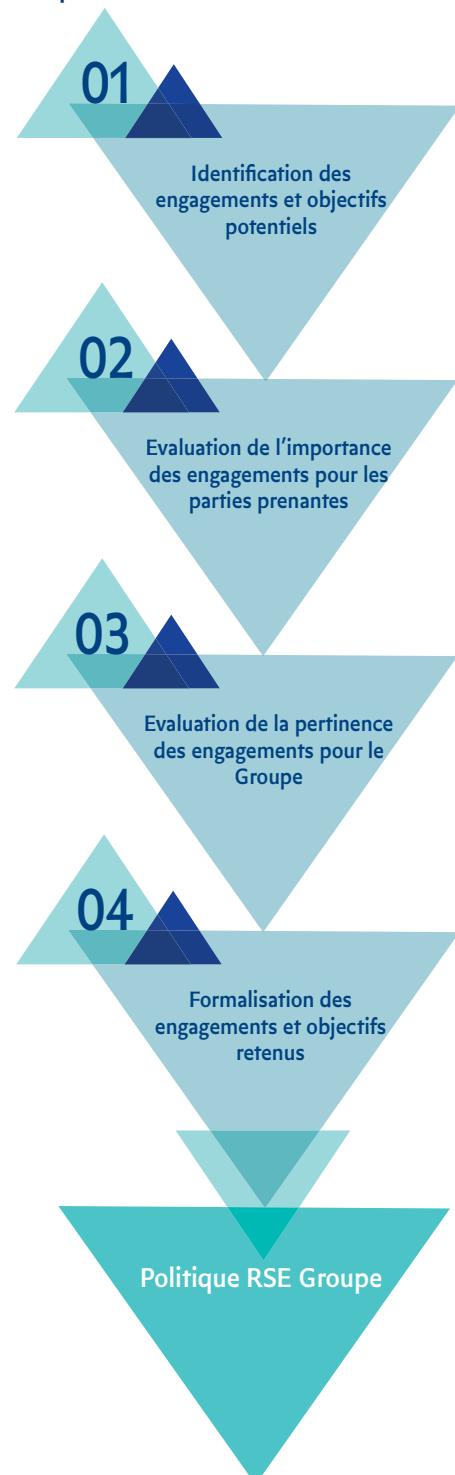 01
Identification des
engagements et objectifs
potentiels
02
Evaluation de l'importance
des engagements pour les
parties prenantes
03
Evaluation de la pertinence
des engagements pour le
Groupe
04
Formalisation des
engagements et objectifs
retenus
Politique RSE Groupe